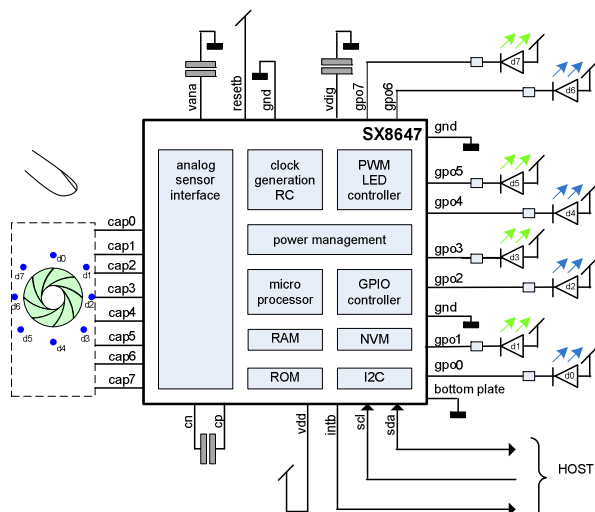 vana
resetb
gnd
vdig
gpo7
gpo6
d7
d6
SX8647
gnd
analog
sensor
interface
clock
generation
RC
PWM
LED
controller
gpo5
d5
gpo4
d4
power management
gpo3
d3
micro
processor
GPIO
controller
gpo2
d2
gnd
RAM
NVM
gpo1
d1
ROM
I2C
gpo0
d0
bottom plate
cap0
cap1
cap2
cap3
cap4
cap5
cap6
cap7
d0
d7
d1
d6
d2
d5
d3
d4
cn
cp
vdd
intb
scl
sda
HOST